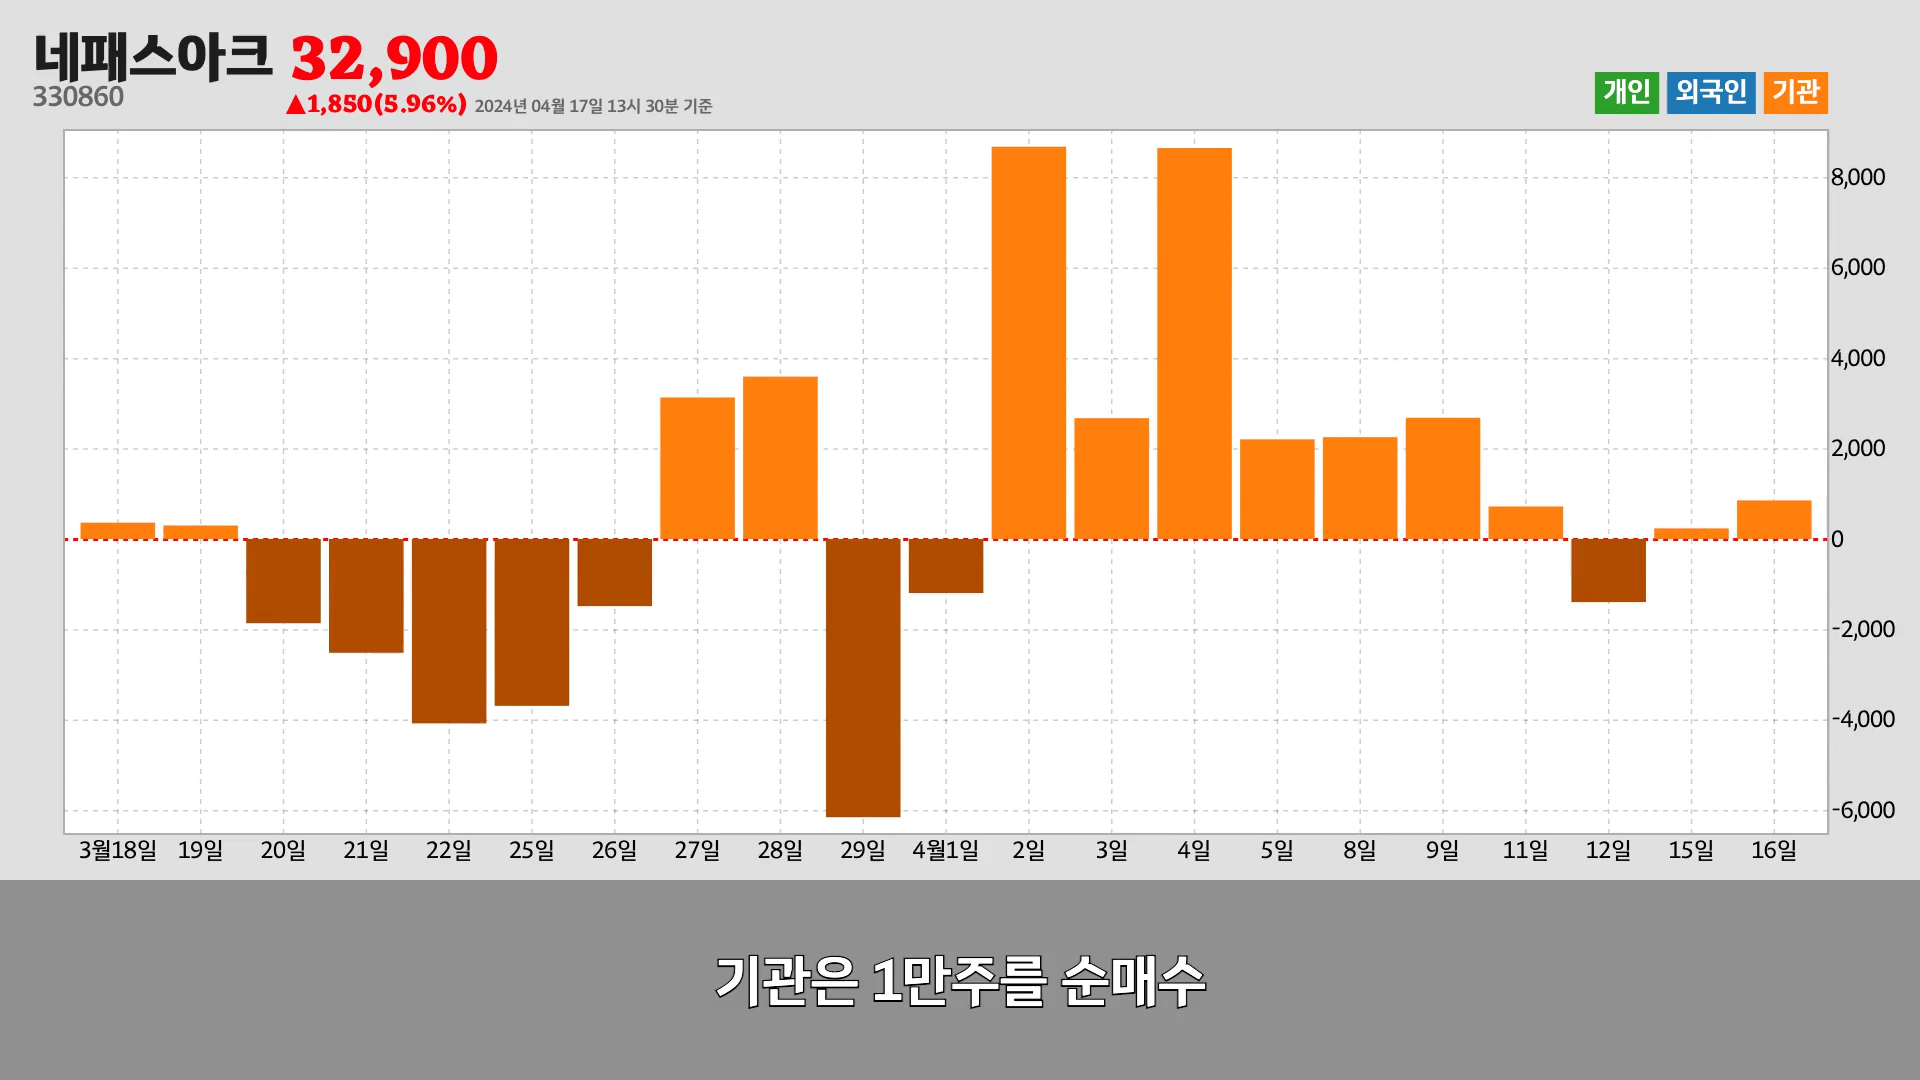 네패스아크 32,900
330860
▲1,850(5.96%) 2024년 04월 17일 13시 30분 기준
개인 외국인 기관
8,000
6,000
4,000
2,000
0
-2,000
-4,000
-6,000
3월18일 19일 20일 21일 22일 25일 26일 27일 28일 29일 4월1일 2일 3일 4일 5일 8일 9일 11일 12일 15일 16일
기관은 1만주를 순매수